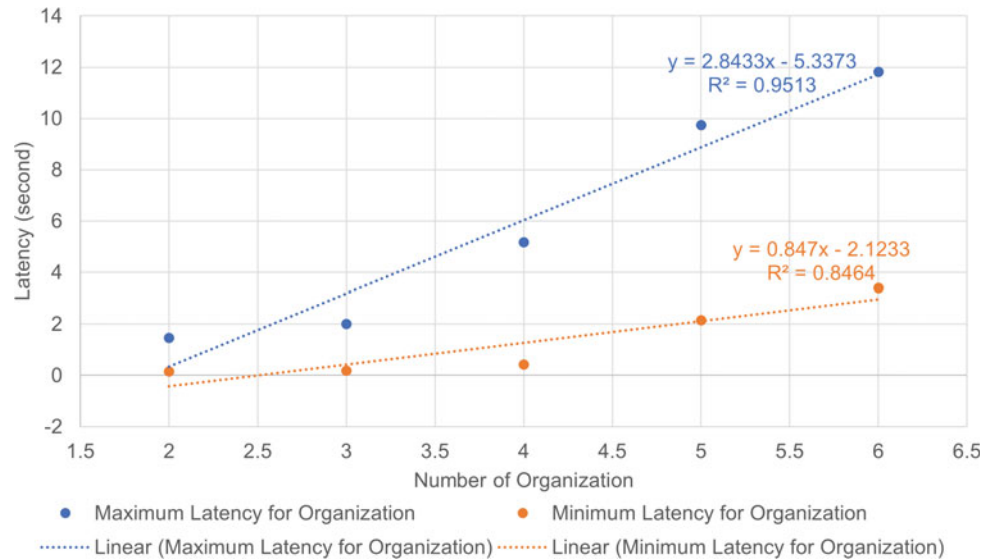 14
12
10
8
6
4
2
0
-2
Latency (second)
y = 2.8433x - 5.3373
R² = 0.9513
y = 0.847x - 2.1233
R² = 0.8464
1.5 2 2.5 3 3.5 4 4.5 5 5.5 6 6.5
Number of Organization
Maximum Latency for Organization Minimum Latency for Organization
Linear (Maximum Latency for Organization) Linear (Minimum Latency for Organization)